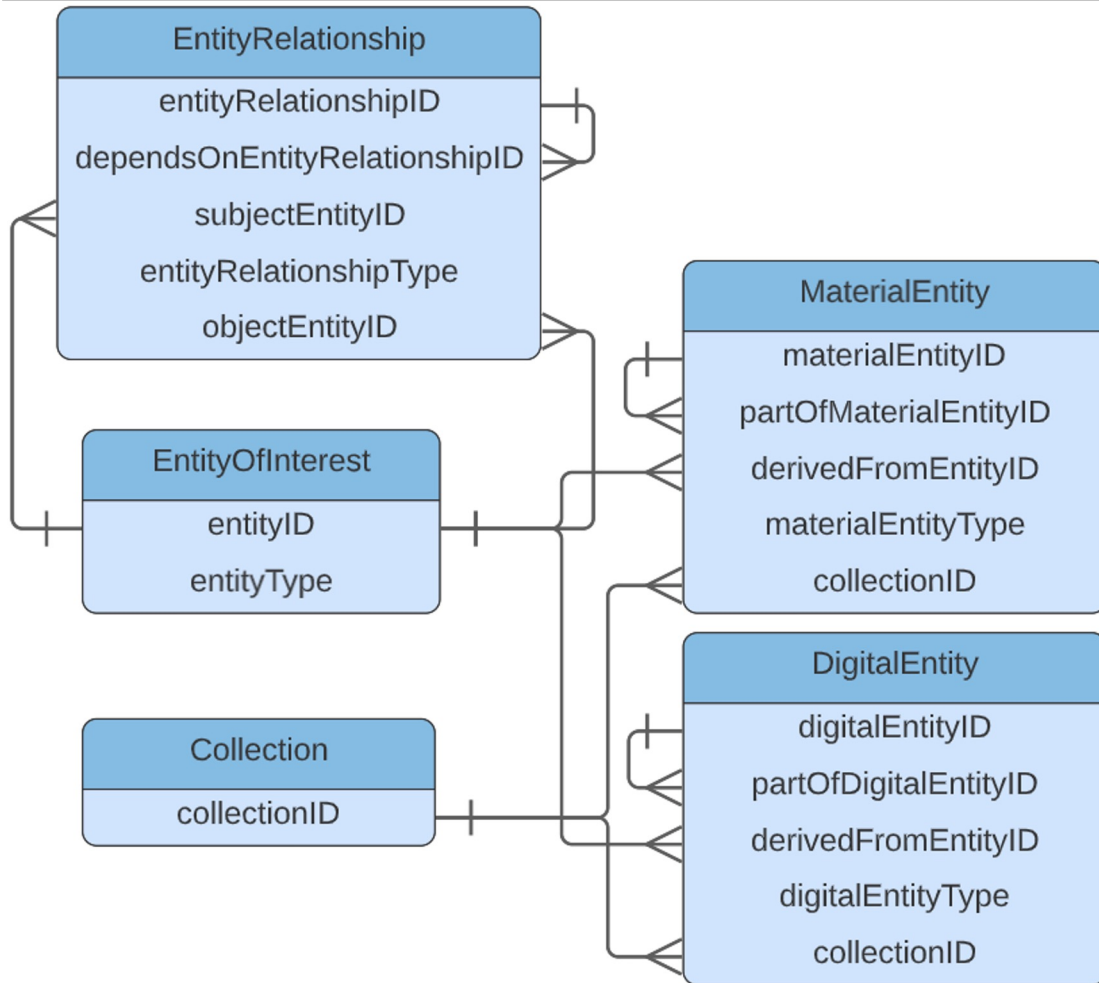 EntityRelationship
entityRelationshipID
dependsOnEntityRelationshipID
subjectEntityID
entityRelationshipType
objectEntityID
EntityOfInterest
entityID
entityType
Collection
collectionID
MaterialEntity
materialEntityID
partOfMaterialEntityID
derivedFromEntityID
materialEntityType
collectionID
DigitalEntity
digitalEntityID
partOfDigitalEntityID
derivedFromEntityID
digitalEntityType
collectionID